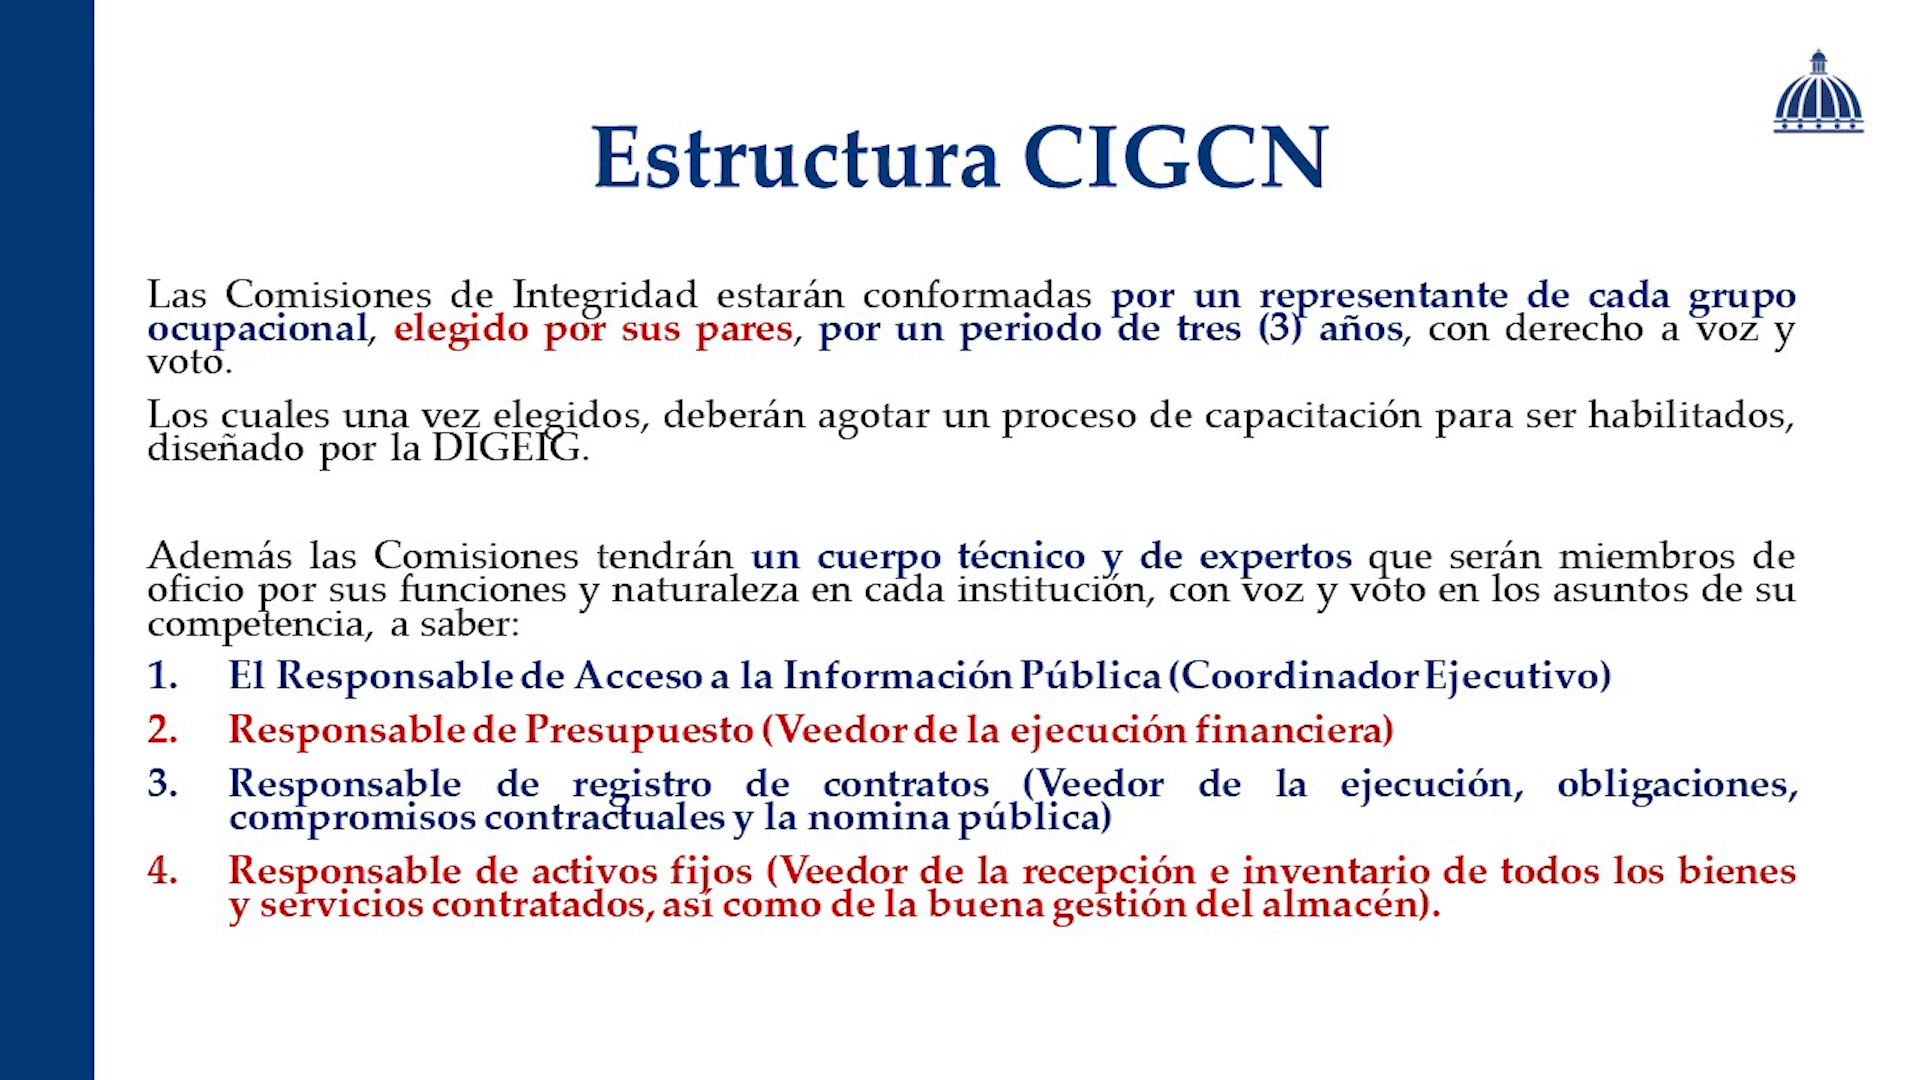 Estructura CIGCN
Las Comisiones de Integridad estarán conformadas por un representante de cada grupo
ocupacional, elegido por sus pares, por un periodo de tres (3) años, con derecho a voz y
voto.
Los cuales una vez elegidos, deberán agotar un proceso de capacitación para ser habilitados,
diseñado por la DIGEIG.
Además las Comisiones tendrán un cuerpo técnico y de expertos que serán miembros de
oficio por sus funciones y naturaleza en cada institución, con voz y voto en los asuntos de su
competencia, a saber:
1. El Responsable de Acceso a la Información Pública (Coordinador Ejecutivo)
2. Responsable de Presupuesto (Veedor de la ejecución financiera)
3. Responsable de registro de contratos (Veedor de la ejecución, obligaciones,
compromisos contractuales y la nomina pública)
4. Responsable de activos fijos (Veedor de la recepción e inventario de todos los bienes
y servicios contratados, así como de la buena gestión del almacén).